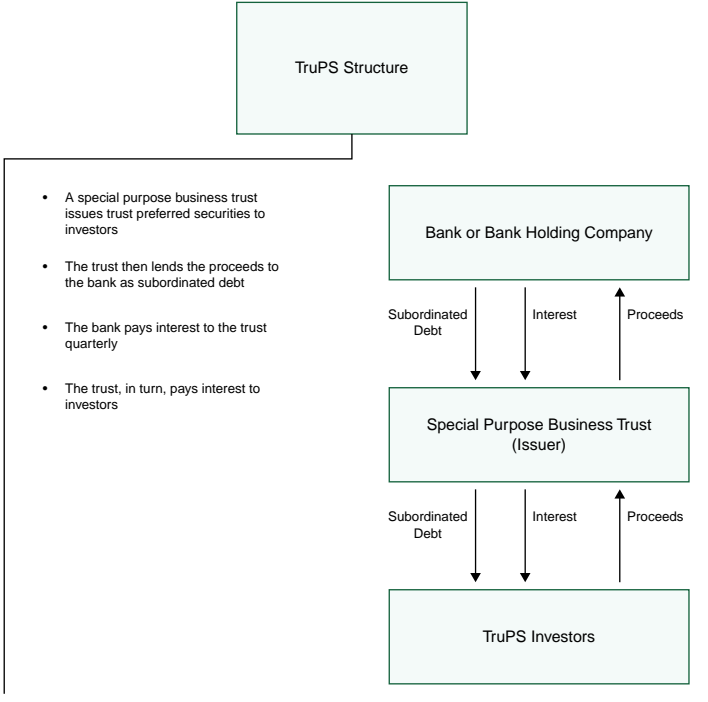 TruPS Structure
• A special purpose business trust
issues trust preferred securities to
investors
• The trust then lends the proceeds to
the bank as subordinated debt
• The bank pays interest to the trust
quarterly
• The trust, in turn, pays interest to
investors
Bank or Bank Holding Company
Subordinated
Debt
Interest
Proceeds
Special Purpose Business Trust
(Issuer)
Subordinated
Debt
Interest
Proceeds
TruPS Investors